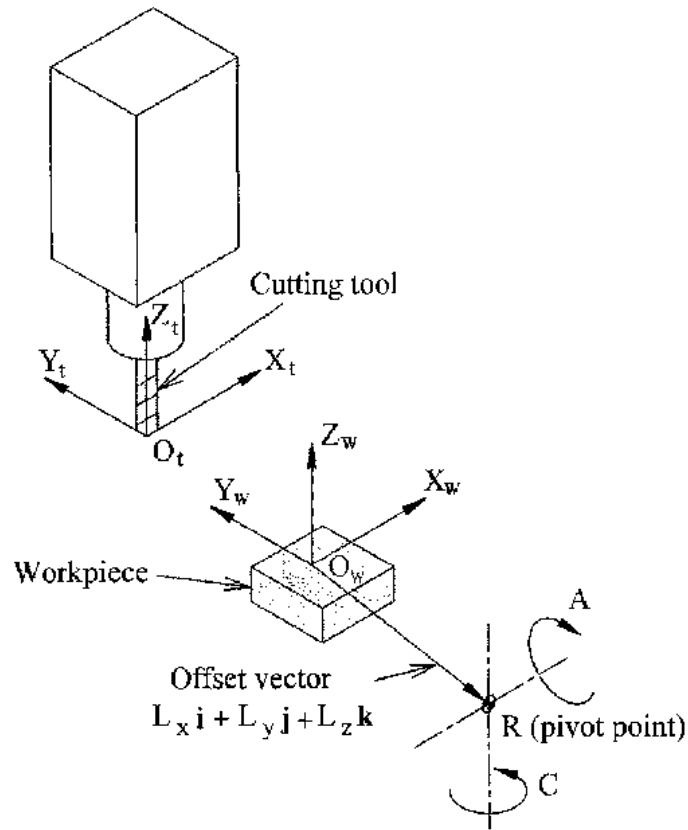 Cutting tool
Z_t
Y_t
X_t
O_t
Z_w
Y_w
X_w
O_w
Workpiece
A
Offset vector
L_x i + L_y j + L_z k
R (pivot point)
C